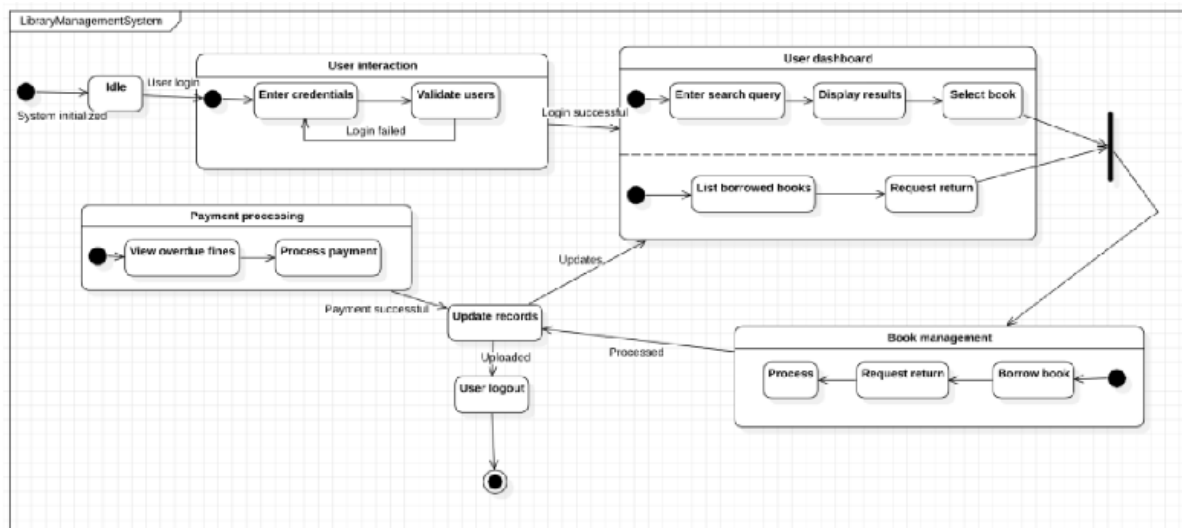 LibraryManagementSystem
Idle
System initialized
User login
User interaction
Enter credentials
Validate users
Login failed
Login successful
User dashboard
Enter search query
Display results
Select book
List borrowed books
Request return
Payment processing
View overdue fines
Process payment
Payment successful
Update records
Updates
Uploaded
Processed
User logout
Book management
Process
Request return
Borrow book